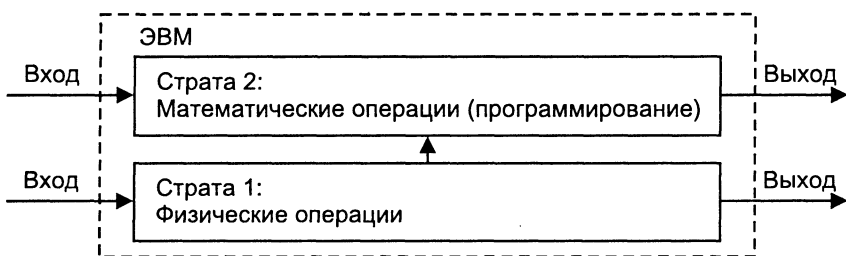 ЭВМ
Вход
Страта 2:
Математические операции (программирование)
Выход
Вход
Страта 1:
Физические операции
Выход